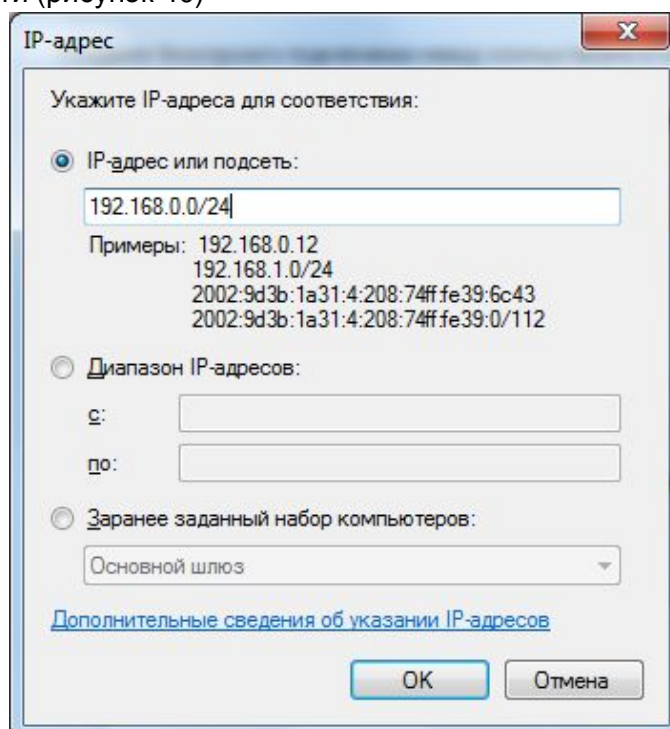 (рисунок
IP-адрес
Укажите IP-адреса для соответствия:
IP-адрес или подсеть:
192.168.0.0/24
Примеры: 192.168.0.12
192.168.1.0/24
2002:9d3b:1a31:4:208:74ff:fe39:6c43
2002:9d3b:1a31:4:208:74ff:fe39:0/112
Диапазон IP-адресов:
с:
по:
Заранее заданный набор компьютеров:
Основной шлюз
Дополнительные сведения об указании IP-адресов
OK Отмена